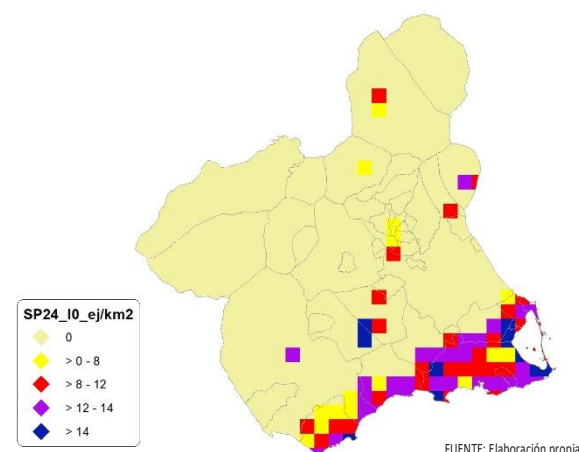 SP24_I0_ej/km2
0
> 0 - 8
> 8 - 12
> 12 - 14
> 14
FUENTE: Elaboración propia